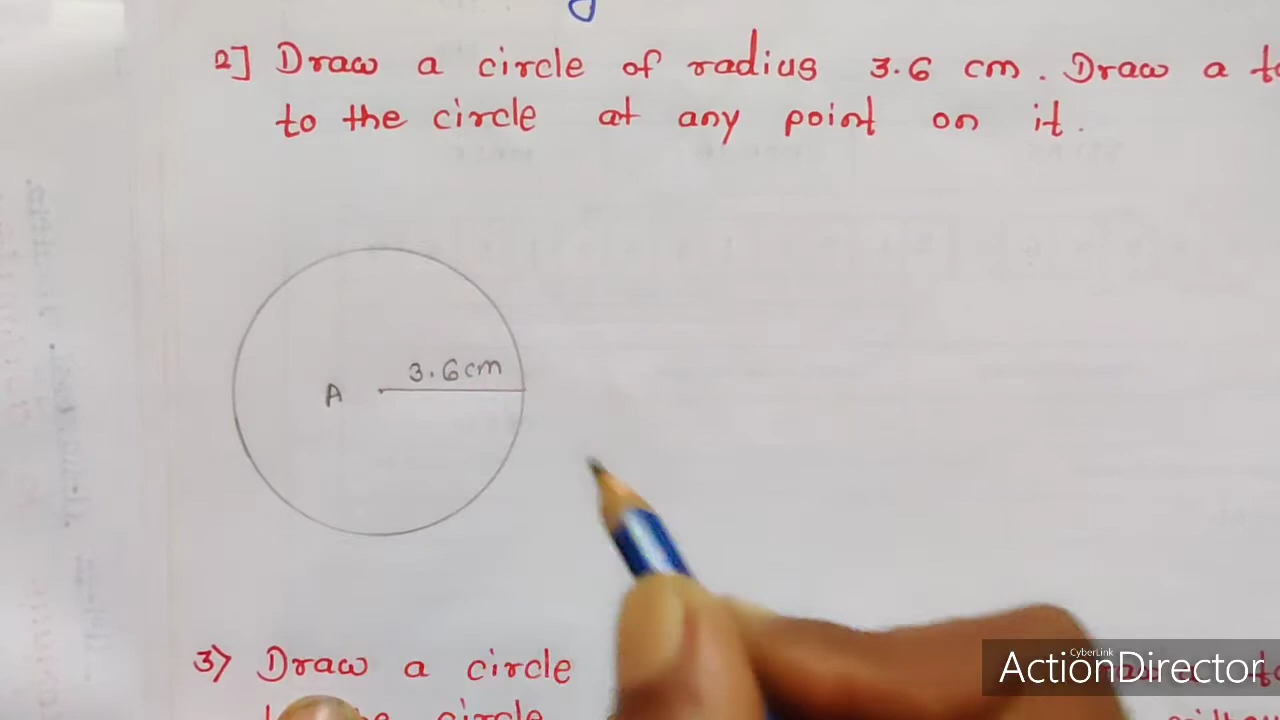 2] Draw a circle of radius 3.6 cm. Draw a
to the circle at any point on it.
3.6cm
A
3) Draw a circle
circle
CyberLink
ActionDirector